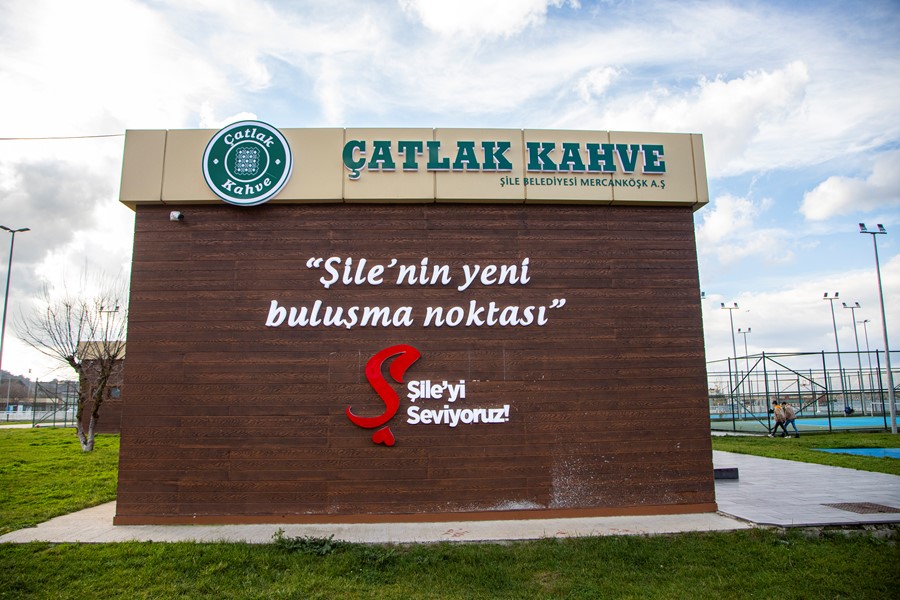 Çatlak
Kahve
ÇATLAK KAHVE
ŞİLE BELEDİYESİ MERCANKÖŞK A.Ş
“Şile’nin yeni
buluşma noktası”
Ş
Şile’yi
Seviyoruz!